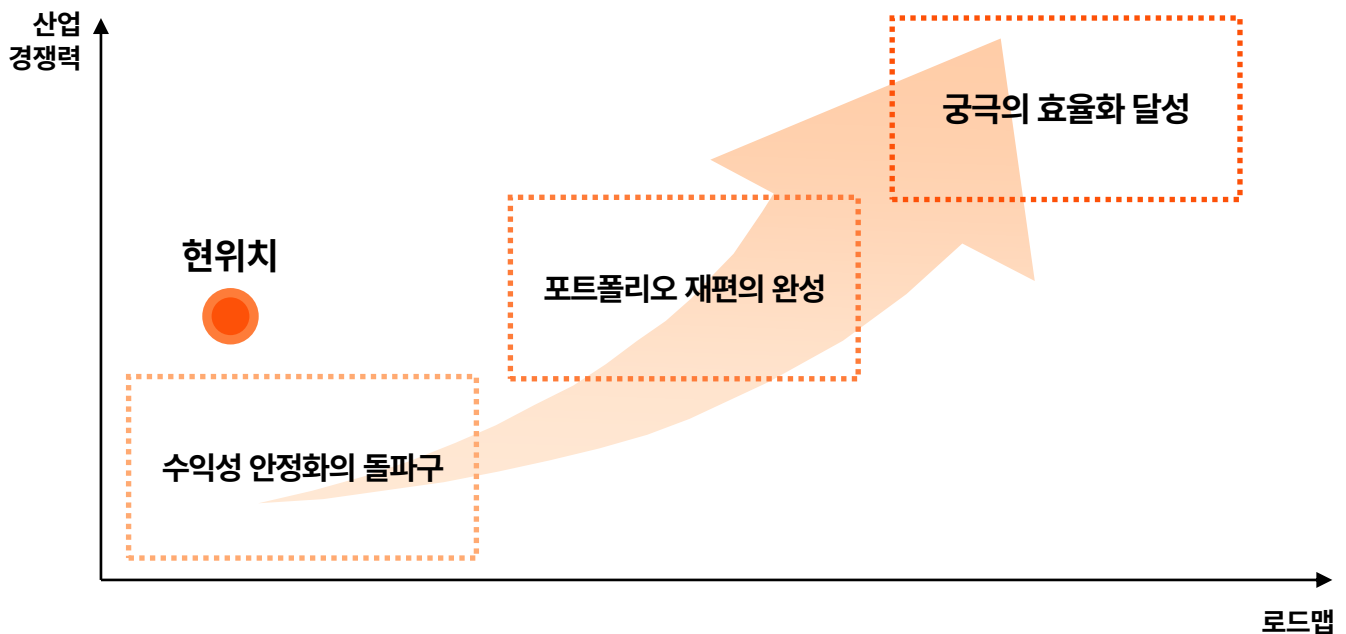 산업
경쟁력
궁극의 효율화 달성
현위치
포트폴리오 재편의 완성
수익성 안정화의 돌파구
로드맵